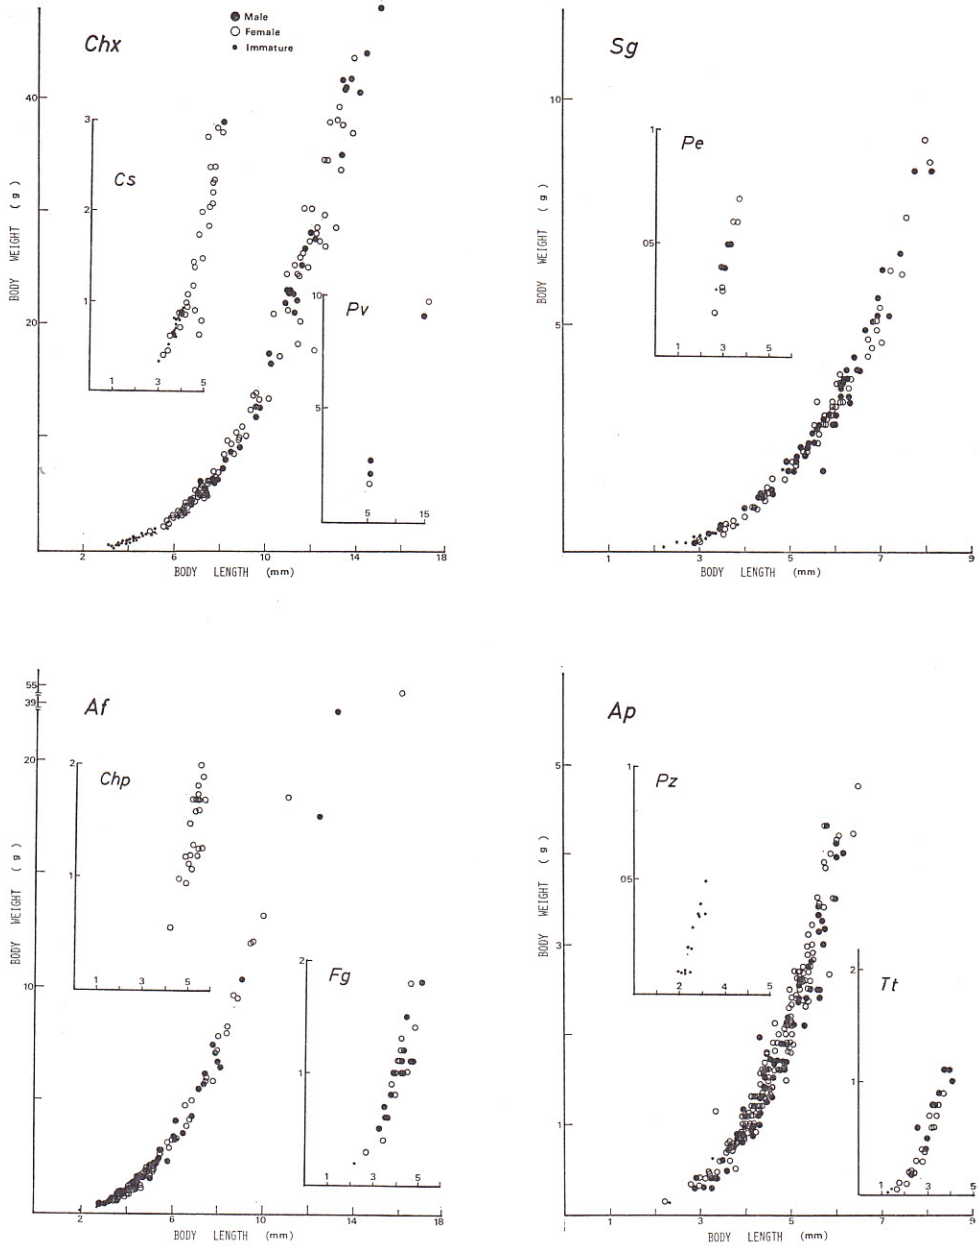 Male
Female
Immature
Chx
40
20
BODY WEIGHT ( g )
2 6 10 14 18
BODY LENGTH (mm)
Cs
3
2
1
1 3 5
Pv
10
5
5 15
Sg
10
5
BODY WEIGHT ( g )
1 3 5 7 9
BODY LENGTH (mm)
Pe
1
05
1 3 5
Af
55
39
20
10
BODY WEIGHT ( g )
2 6 10 14 18
BODY LENGTH (mm)
Chp
2
1
1 3 5
Fg
2
1
1 3 5
Ap
5
3
1
BODY WEIGHT ( g )
1 3 5 7 9
BODY LENGTH (mm)
Pz
1
05
2 4 5
Tt
2
1
1 3 5